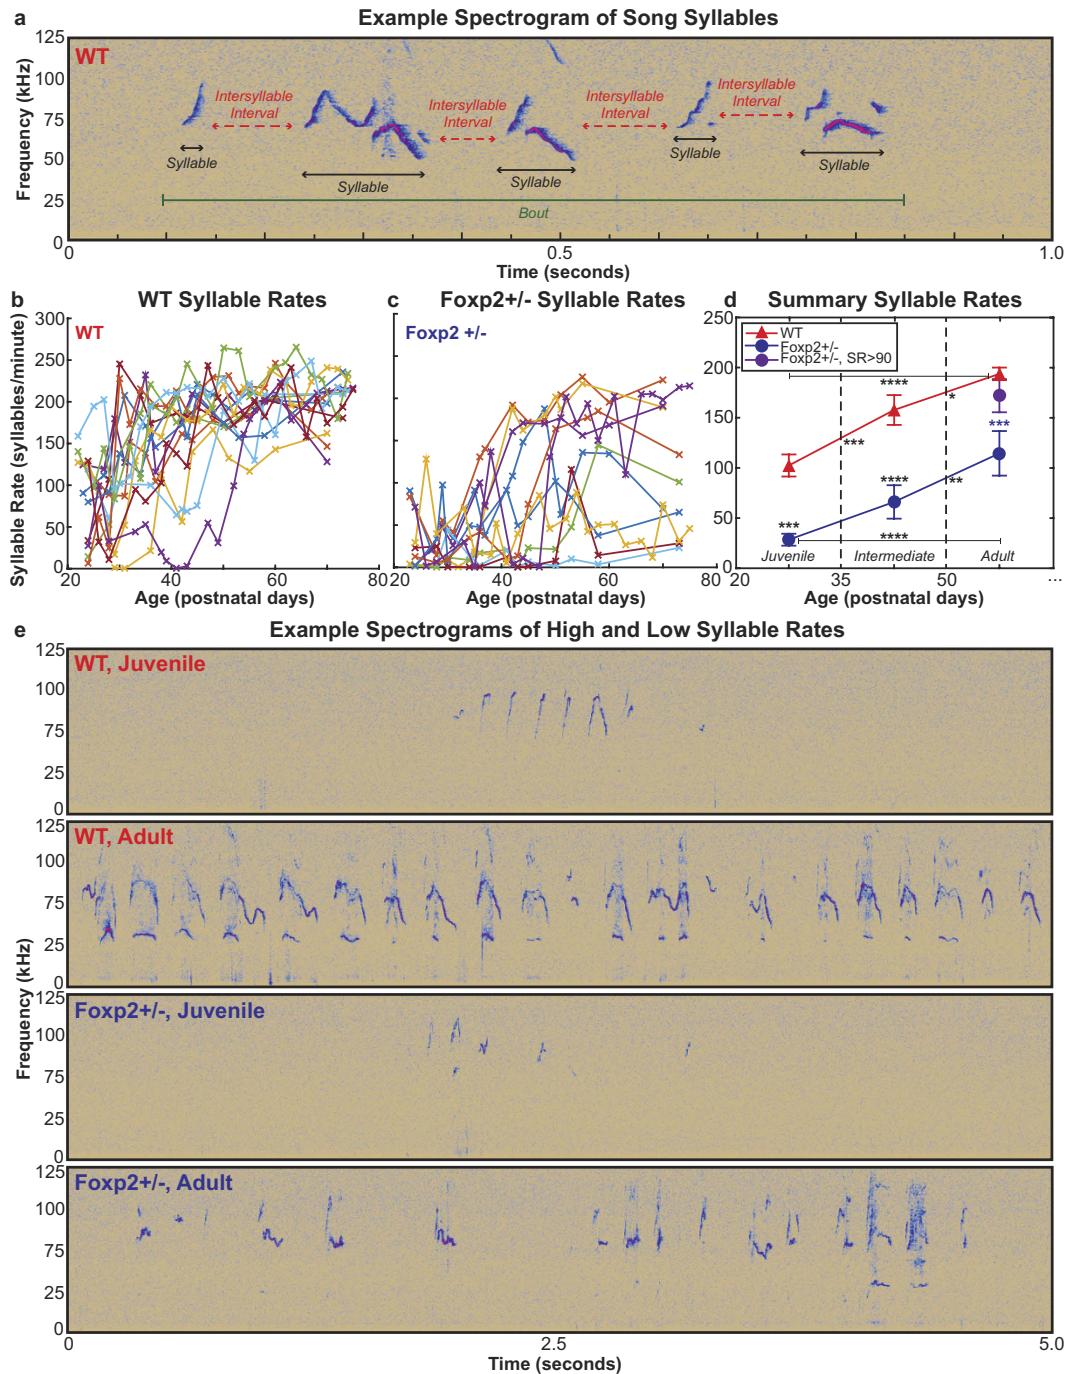 a Example Spectrogram of Song Syllables
125
100
75
50
25
0
Frequency (kHz)
WT
Intersyllable
Interval
Intersyllable
Interval
Intersyllable
Interval
Intersyllable
Interval
Syllable
Syllable
Syllable
Syllable
Syllable
Bout
0 0.5 1.0
Time (seconds)
b WT Syllable Rates
300
250
200
150
100
50
0
Syllable Rate (syllables/minute)
WT
20 40 60 80
Age (postnatal days)
c Foxp2+/- Syllable Rates
Foxp2 +/-
20 40 60 80
Age (postnatal days)
d Summary Syllable Rates
250
200
150
100
50
WT
Foxp2+/-
Foxp2+/-, SR>90
****
*
***
***
****
**
***
****
Juvenile Intermediate Adult
20 35 50 ...
Age (postnatal days)
e Example Spectrograms of High and Low Syllable Rates
Frequency (kHz)
WT, Juvenile
125
100
75
25
0
WT, Adult
125
100
75
25
0
Foxp2+/-, Juvenile
125
100
75
25
0
Foxp2+/-, Adult
125
100
75
25
0
0 2.5 5.0
Time (seconds)